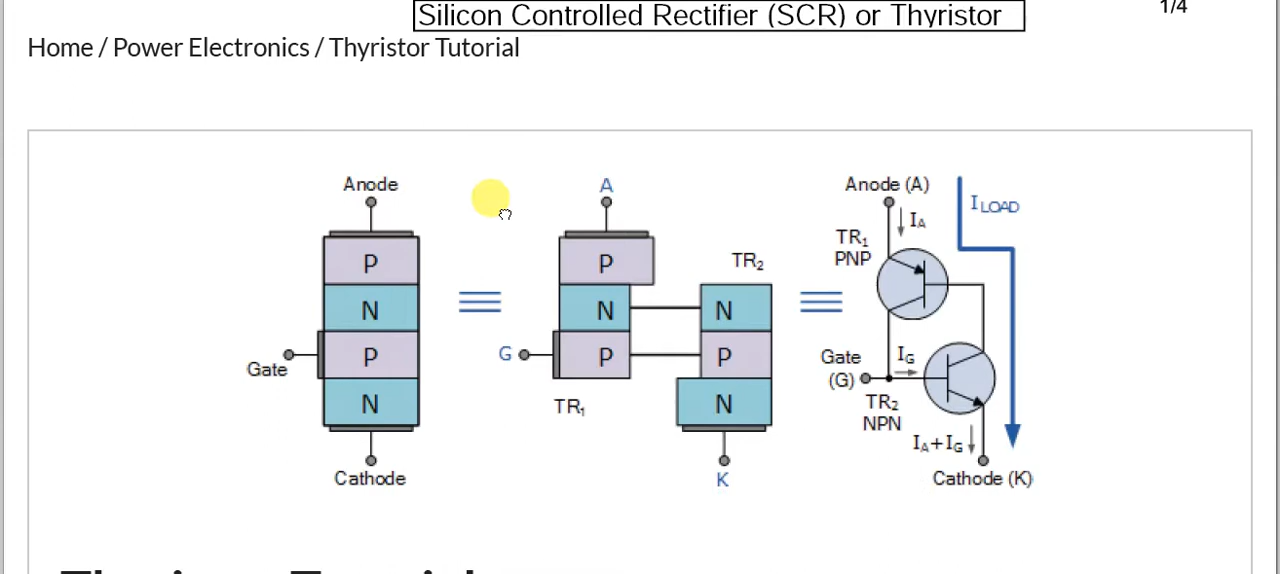 Silicon Controlled Rectifier (SCR) or Thyristor
1/4
Home / Power Electronics / Thyristor Tutorial
Anode
P
N
P
N
Gate
Cathode
A
P
N
P
G
TR₁
TR₂
N
P
N
K
Anode (A)
I LOAD
IA
TR₁
PNP
Gate
(G)
IG
TR₂
NPN
IA+IG
Cathode (K)